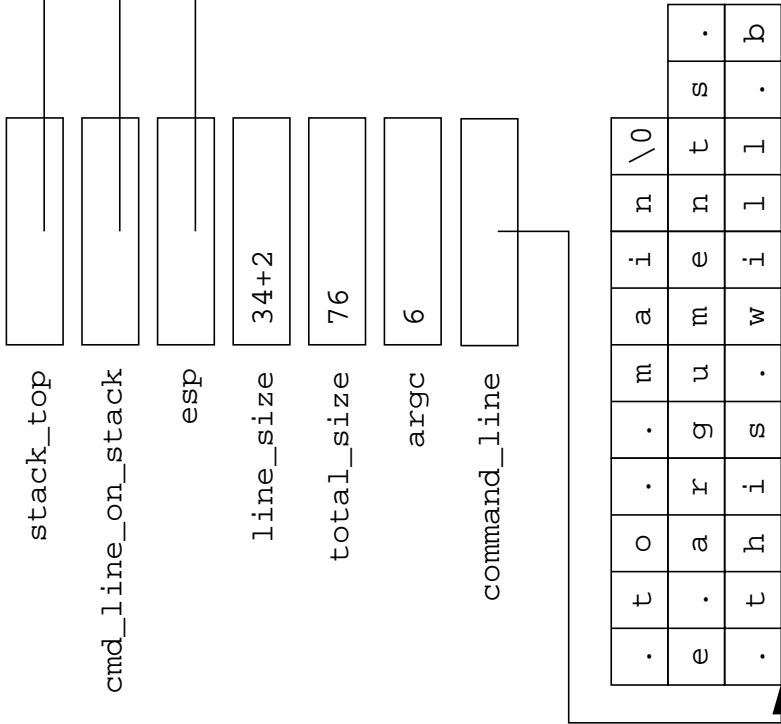 stack_top
cmd_line_on_stack
esp
line_size 34+2
total_size 76
argc 6
command_line
. t o . . m a i n \0
e . a r g u m e n t s .
. t h i s . w i l l . b